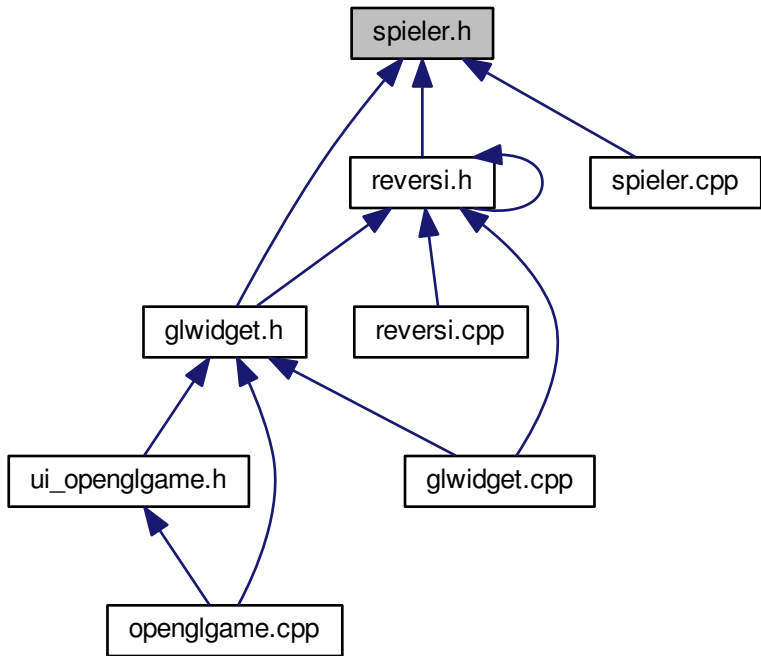 spieler.h
reversi.h
spieler.cpp
glwidget.h
reversi.cpp
ui_openglgame.h
glwidget.cpp
openglgame.cpp